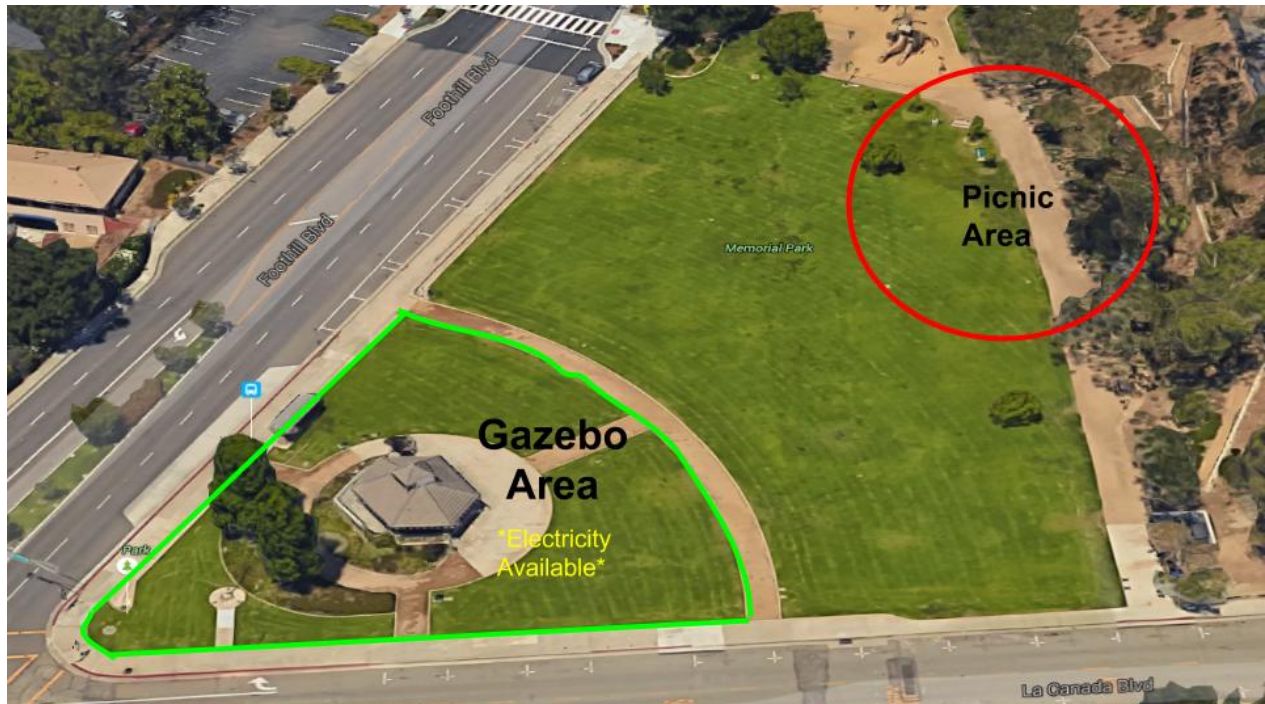 Foothill Blvd
Foothill Blvd
Picnic
Area
Memorial Park
Gazebo
Area
*Electricity
Available*
Park
La Canada Blvd